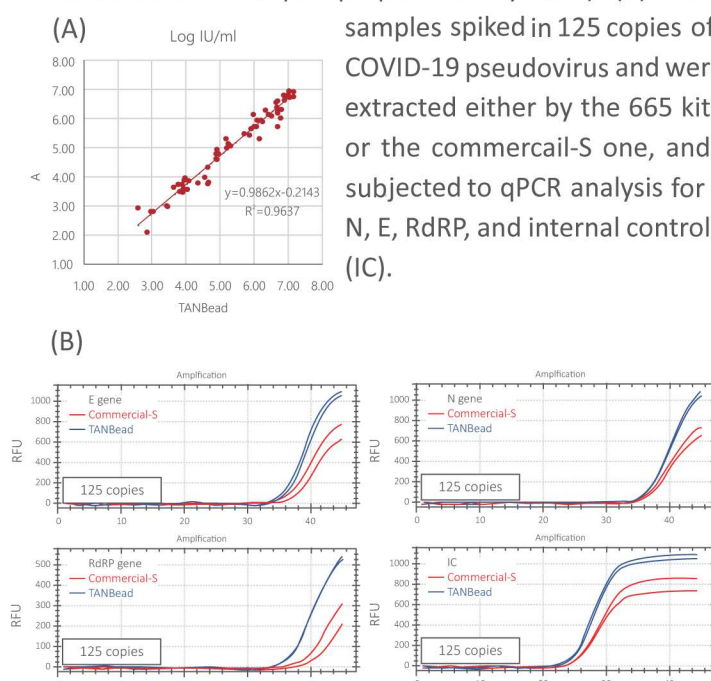 (A)
samples spiked in 125 copies of
COVID-19 pseudovirus and were
extracted either by the 665 kit
or the commercail-S one, and
subjected to qPCR analysis for
N, E, RdRP, and internal control
(IC).
Log IU/ml
8.00
7.00
6.00
5.00
4.00
3.00
2.00
1.00
A
y=0.9862x-0.2143
R²=0.9637
1.00 2.00 3.00 4.00 5.00 6.00 7.00 8.00
TANBead
(B)
Amplfication
RFU
1000
800
600
400
200
0
E gene
Commercial-S
TANBead
125 copies
0 10 20 30 40
Amplfication
RFU
1000
800
600
400
200
0
N gene
Commercial-S
TANBead
125 copies
0 10 20 30 40
Amplfication
RFU
500
400
300
200
100
0
RdRP gene
Commercial-S
TANBead
125 copies
Amplfication
RFU
1000
800
600
400
200
0
IC
Commercial-S
TANBead
125 copies